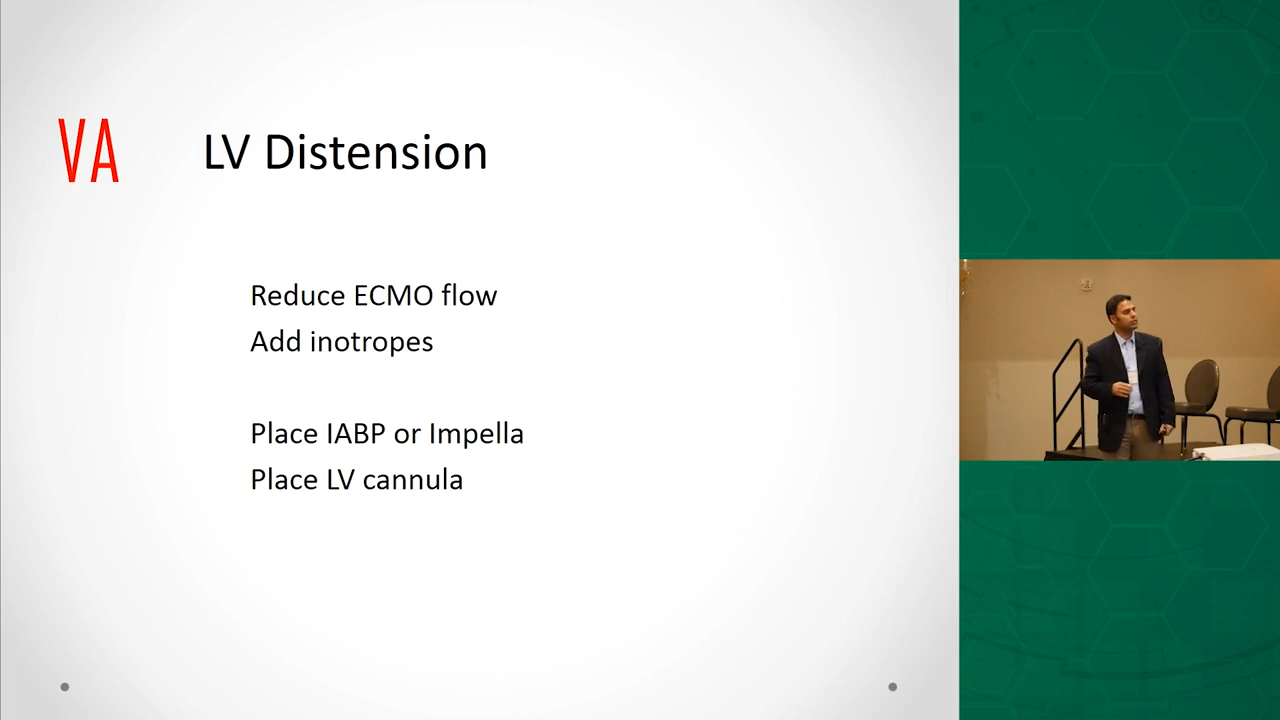 VA
LV Distension
Reduce ECMO flow
Add inotropes
Place IABP or Impella
Place LV cannula